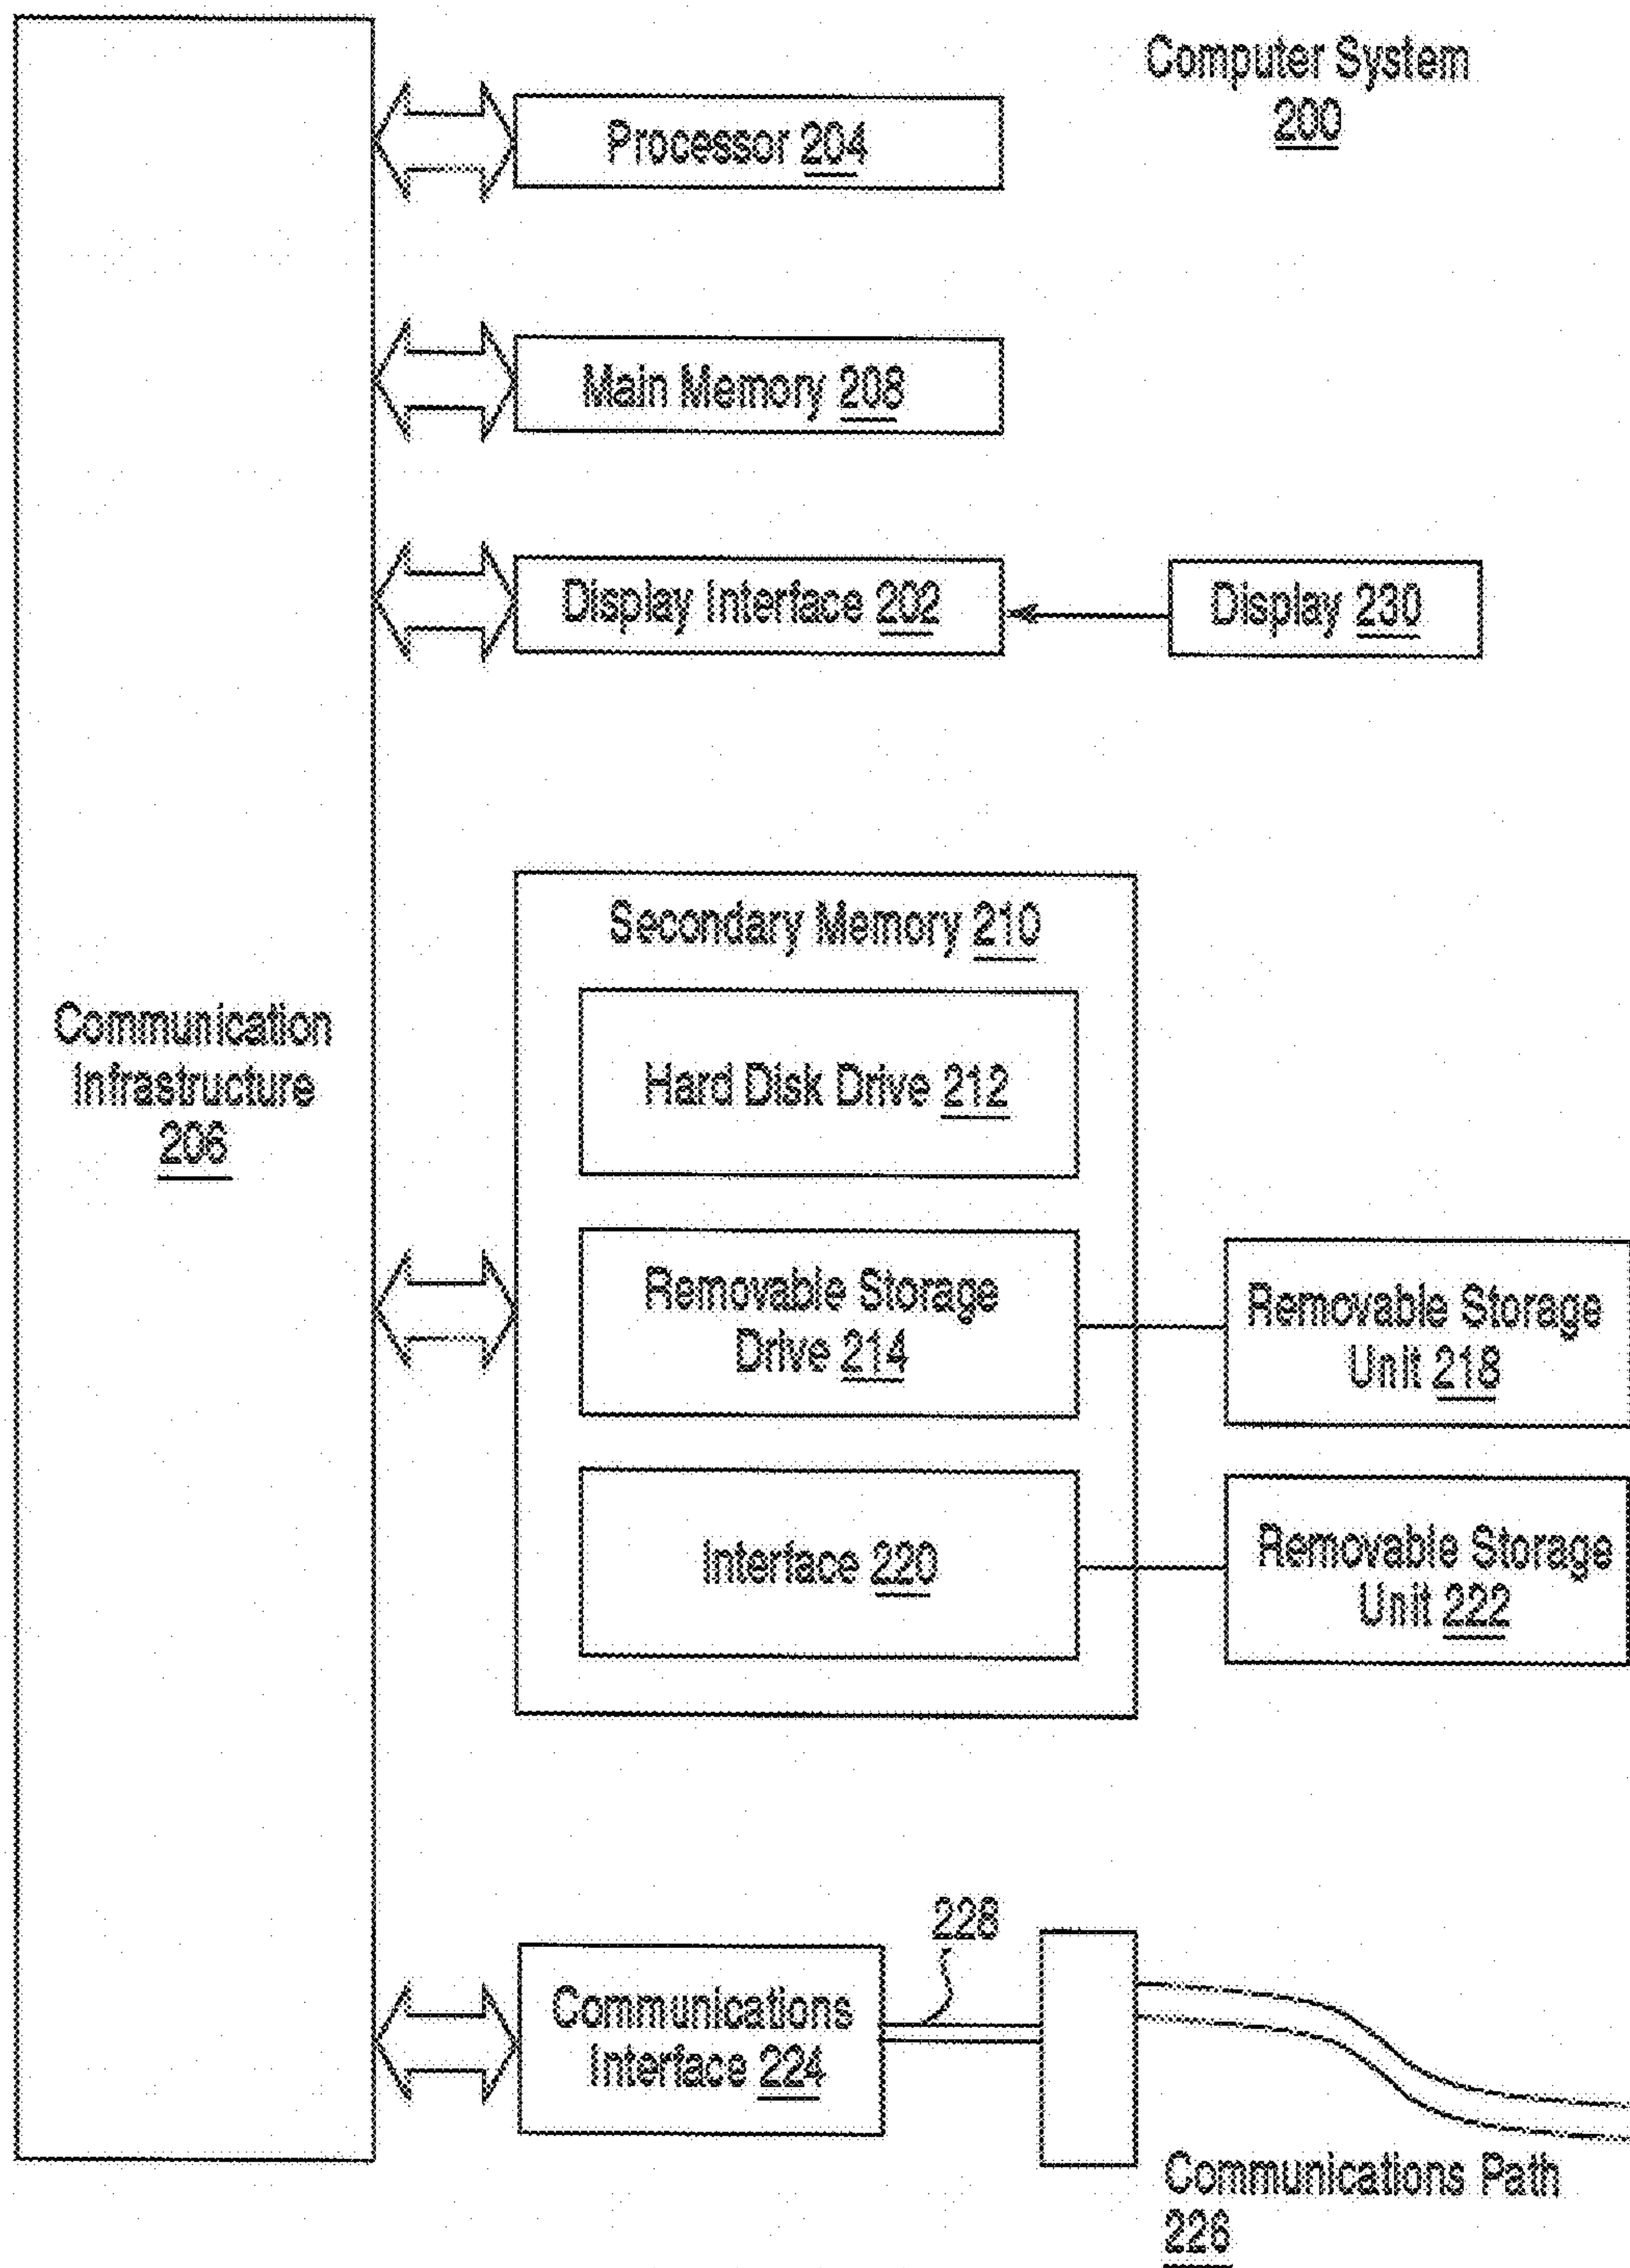 Computer System
200
Processor 204
Main Memory 208
Display Interface 202
Display 230
Secondary Memory 210
Hard Disk Drive 212
Communication
Infrastructure
206
Removable Storage
Drive 214
Removable Storage
Unit 218
Interface 220
Removable Storage
Unit 222
228
Communications
Interface 224
Communications Path
226